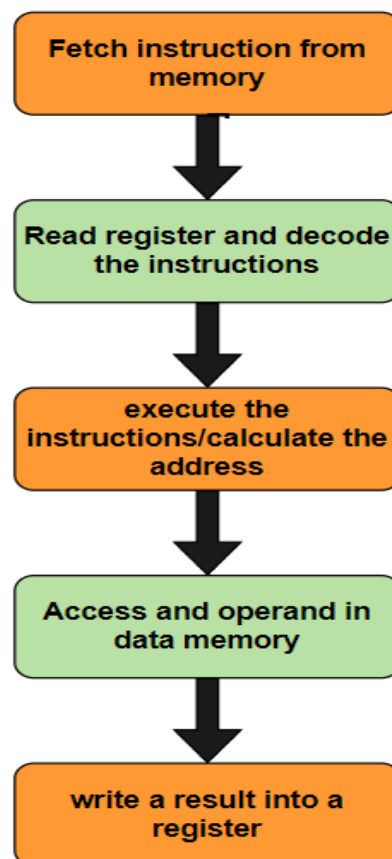 Fetch instruction from
memory
Read register and decode
the instructions
execute the
instructions/calculate the
address
Access and operand in
data memory
write a result into a
register